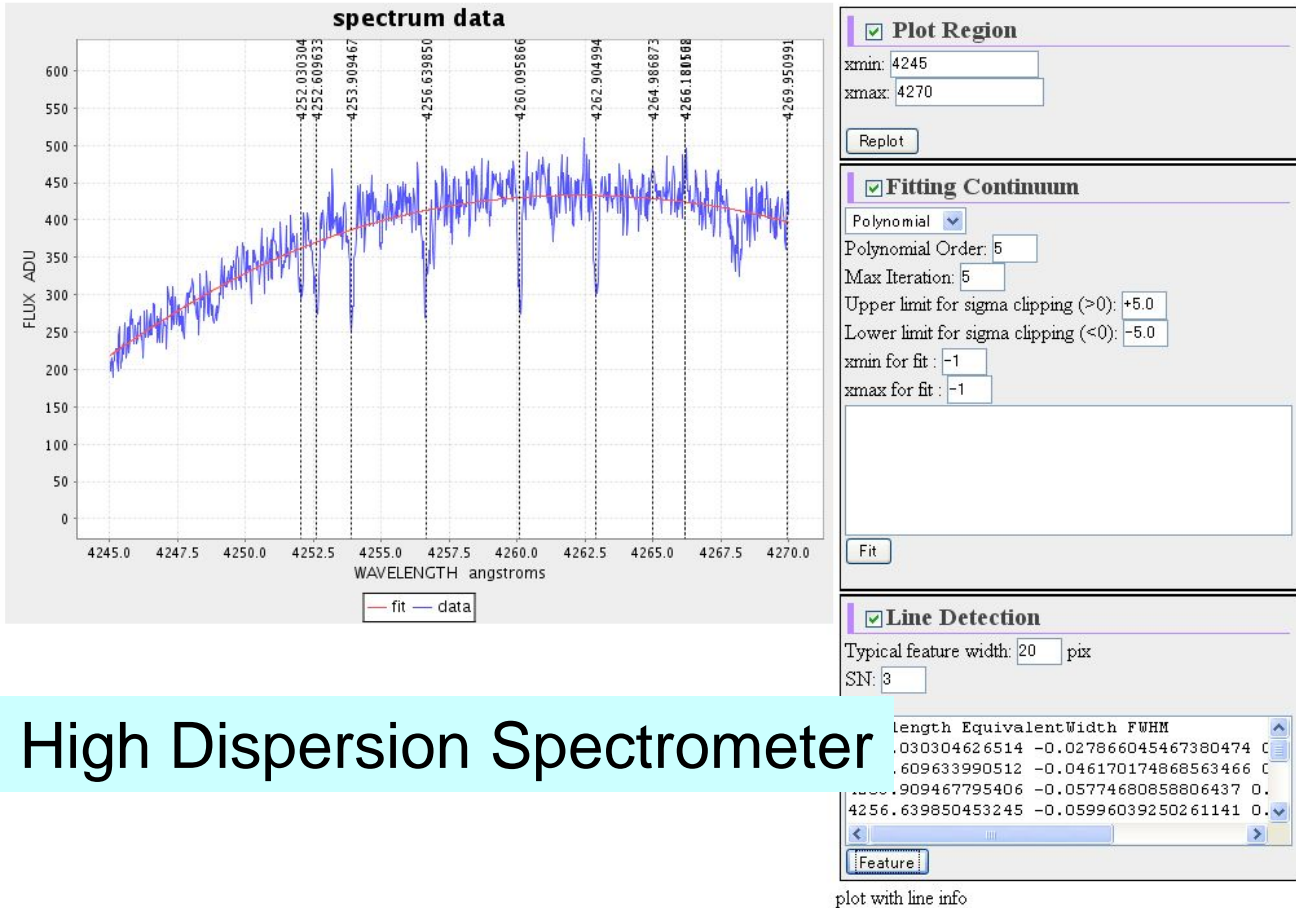 spectrum data
4252.030304
4252.609633
4253.909467
4256.639850
4260.095866
4262.904994
4264.986873
4269.950991
600
550
500
450
400
350
300
250
200
150
100
50
0
FLUX ADU
4245.0 4247.5 4250.0 4252.5 4255.0 4257.5 4260.0 4262.5 4265.0 4267.5 4270.0
WAVELENGTH angstroms
fit data
Plot Region
xmin: 4245
xmax: 4270
Replot
Fitting Continuum
Polynomial
Polynomial Order: 5
Max Iteration: 5
Upper limit for sigma clipping (>0): +5.0
Lower limit for sigma clipping (<0): -5.0
xmin for fit : -1
xmax for fit : -1
Fit
Line Detection
Typical feature width: 20 pix
SN: 3
length EquivalentWidth FWHM
.030304626514 -0.027866045467380474 0
.609633990512 -0.046170174868563466 0
.909467795406 -0.05774680858806437 0.
4256.639850453245 -0.05996039250261141 0.
Feature
plot with line info
High Dispersion Spectrometer